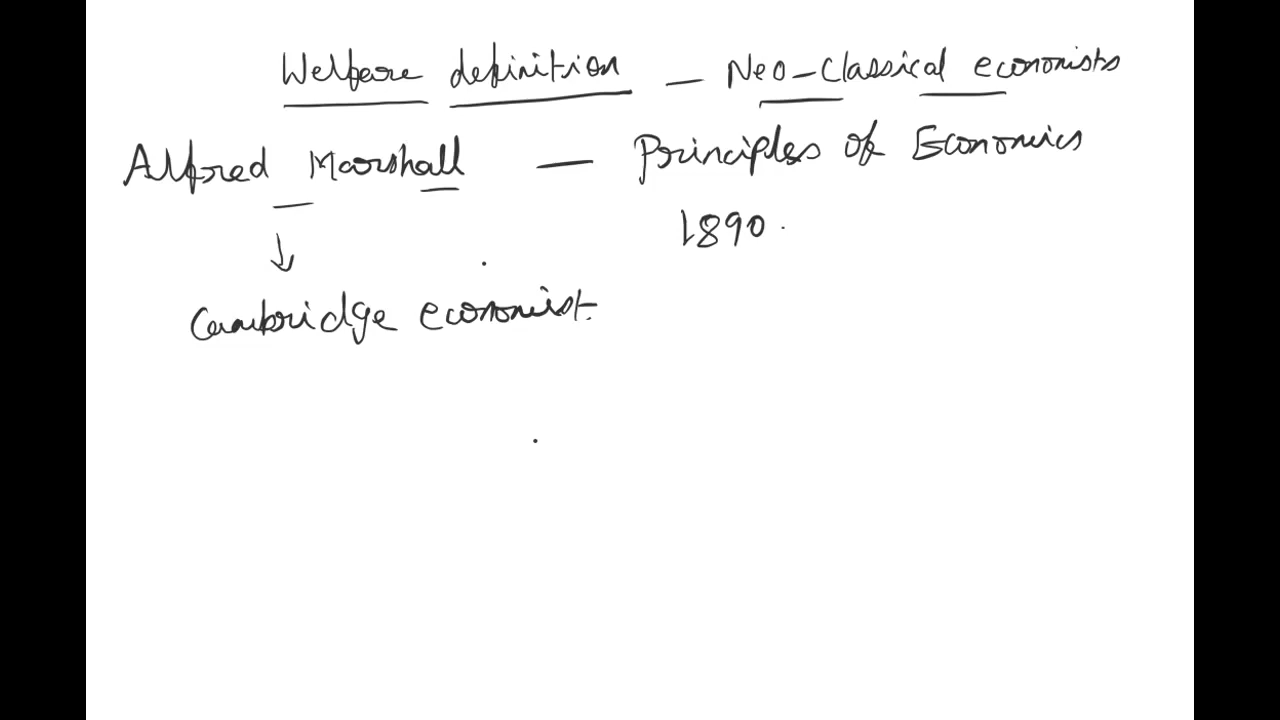 Welfare definition — Neo-Classical economists
Alfred Marshall — Principles of Economics
1890.
↓
Cambridge economist.